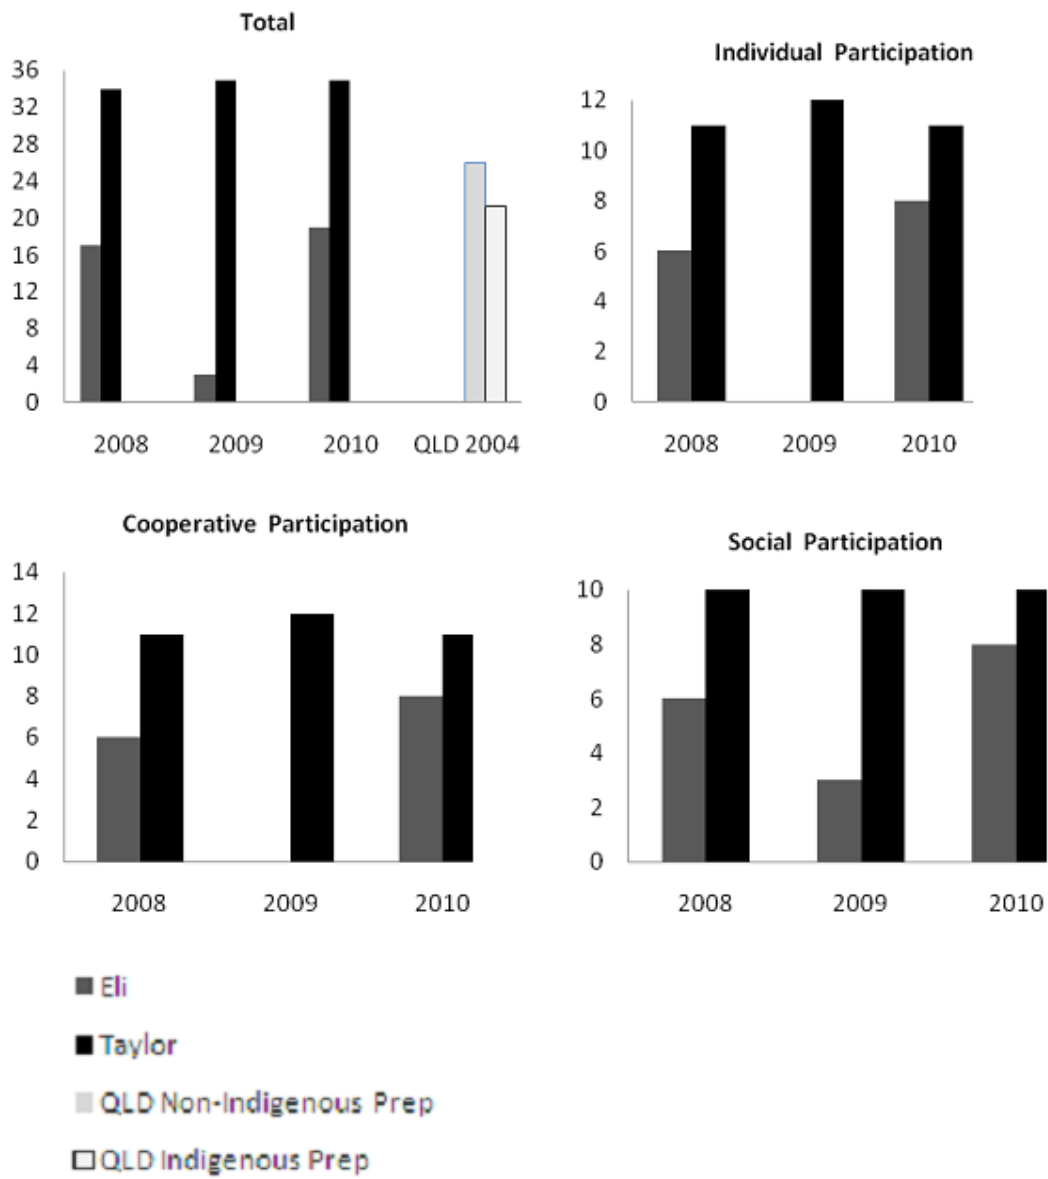 Total
36
32
28
24
20
16
12
8
4
0
2008 2009 2010 QLD 2004
Individual Participation
12
10
8
6
4
2
0
2008 2009 2010
Cooperative Participation
14
12
10
8
6
4
2
0
2008 2009 2010
Social Participation
10
8
6
4
2
0
2008 2009 2010
Eli
Taylor
QLD Non-Indigenous Prep
QLD Indigenous Prep